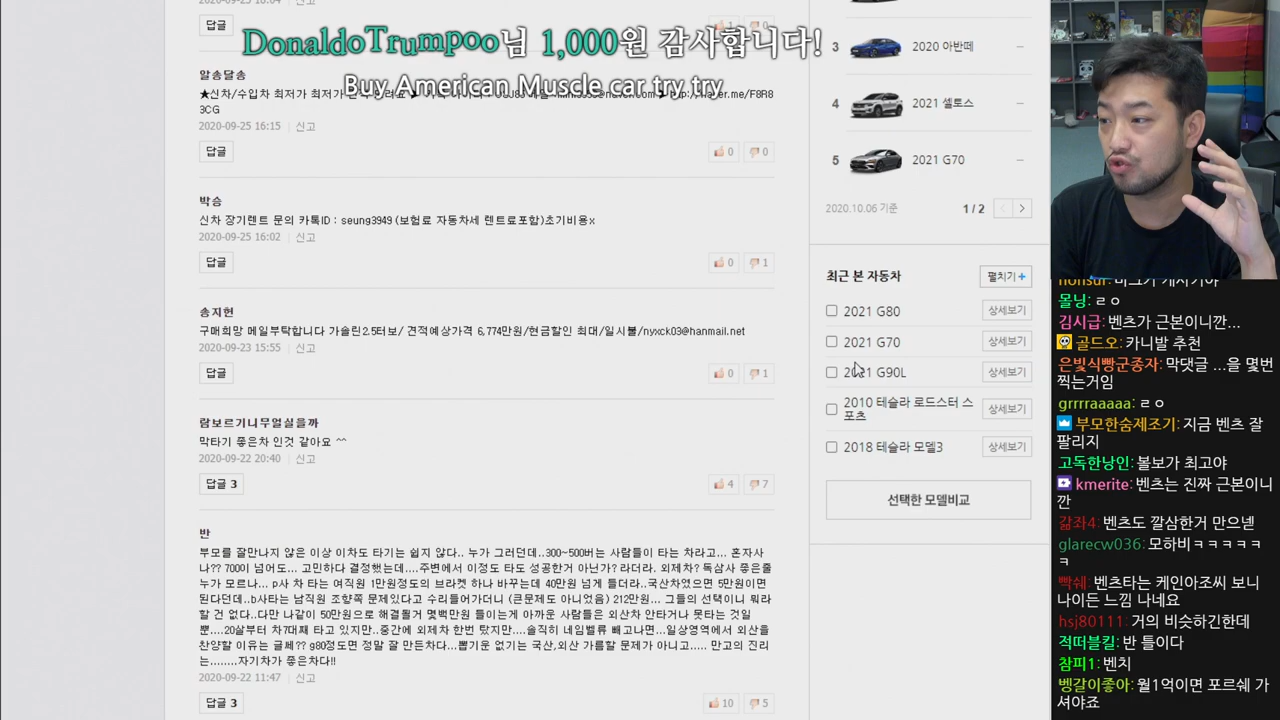 답글
DonaldoTrumpoo님 1,000원 감사합니다!
Buy American Muscle car try try
알송달송
3CG
2020-09-25 16:15 | 신고
답글
0
0
박승
신차 장기렌트 문의 카톡ID : seung3949 (보험료 자동차세 렌트료포함)초기비용x
2020-09-25 16:02 | 신고
답글
0
1
송지현
구매희망 메일부탁합니다 가솔린2.5터보/ 견적예상가격 6,774만원/현금할인 최대/일시불/nyxck03@hanmail.net
2020-09-23 15:55 | 신고
답글
0
1
람보르기니무얼실을까
막타기 좋은차 인것 같아요 ^^
2020-09-22 20:40 | 신고
답글 3
4
7
반
부모를 잘만나지 않은 이상 이차도 타기는 쉽지 않다.. 누가 그러던데..300~500버는 사람들이 타는 차라고... 혼자사
나?? 700이 넘어도... 고민하다 결정했는데....주변에서 이정도 타도 성공한거 아닌가? 라더라. 외제차? 독삼사 좋은줄
누가 모르나... p사 차 타는 여직원 1만원정도의 브라켓 하나 바꾸는데 40만원 넘게 들더라..국산차였으면 5만원이면
된다던데..b사타는 남직원 조향쪽 문제있다고 수리들어가더니 (큰문제도 아니었음) 212만원... 그들의 선택이니 뭐라
할 건 없다..다만 나같이 50만원으로 해결될거 몇백만원 들이는게 아까운 사람들은 외산차 안타거나 못타는 것일
뿐....20살부터 차7대째 타고 있지만..중간에 외제차 한번 탔지만....솔직히 네임벨류 빼고나면...일상영역에서 외산을
찬양할 이유는 글쎄?? g80정도면 정말 잘 만든차다...뽑기운 없기는 국산,외산 가릴할 문제가 아니고..... 만고의 진리
는........자기차가 좋은차다!!
2020-09-22 11:47 | 신고
답글 3
10
5
3 2020 아반떼 –
4 2021 셀토스 –
5 2021 G70 –
2020.10.06 기준 1 / 2
최근 본 자동차 펼치기+
2021 G80 상세보기
2021 G70 상세보기
2021 G90L 상세보기
2010 테슬라 로드스터 스
포츠 상세보기
2018 테슬라 모델3 상세보기
선택한 모델비교
몰닝: ㄹㅇ
김시급: 벤츠가 근본이니깐...
골드오: 카니발 추천
은빛식빵군종자: 막댓글 ...을 몇번
찍는거임
grrrraaaaa: ㄹㅇ
부모한숨제조기: 지금 벤츠 잘
팔리지
고독한낭인: 볼보가 최고야
kmerite: 벤츠는 진짜 근본이니
깐
갋좌4: 벤츠도 깔삼한거 만으넫
glarecw036: 모하비ㅋㅋㅋㅋㅋ
ㅋ
빡쉐: 벤츠타는 케인아조씨 보니
나이든 느낌 나네요
hsj80111: 거의 비슷하긴한데
적떠블킬: 반 틀이다
참피1: 벤치
벵갈이좋아: 월1억이면 포르쉐 가
셔야죠